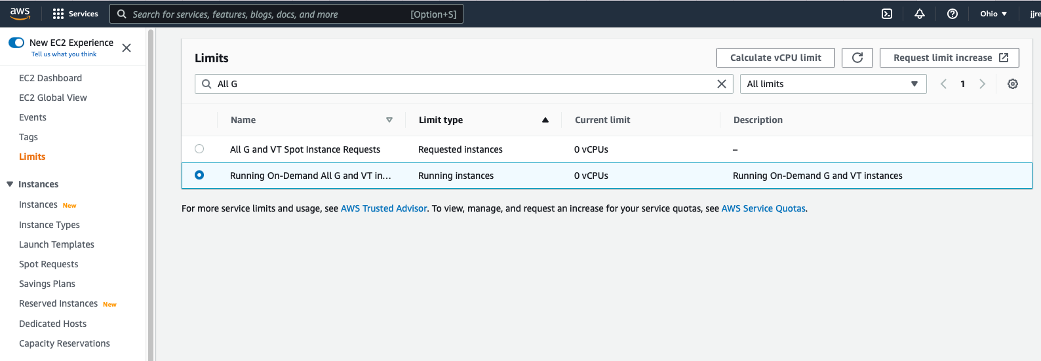 aws Services Search for services, features, blogs, docs, and more [Option+S] Ohio jjre
New EC2 Experience
Tell us what you think
EC2 Dashboard
EC2 Global View
Events
Tags
Limits
Instances
Instances New
Instance Types
Launch Templates
Spot Requests
Savings Plans
Reserved Instances New
Dedicated Hosts
Capacity Reservations
Limits Calculate vCPU limit Request limit increase
All G All limits 1
Name Limit type Current limit Description
All G and VT Spot Instance Requests Requested instances 0 vCPUs –
Running On-Demand All G and VT in... Running instances 0 vCPUs Running On-Demand G and VT instances
For more service limits and usage, see AWS Trusted Advisor. To view, manage, and request an increase for your service quotas, see AWS Service Quotas.